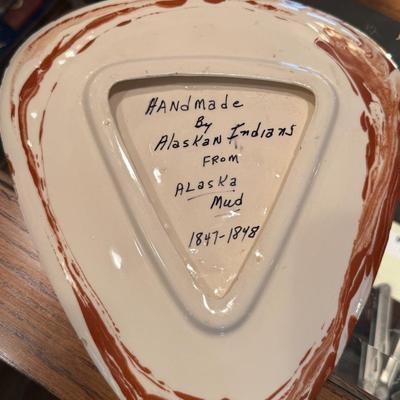 HANdmade
By
AlasKaN Indians
FROM
ALASKa
Mud
1847-1848